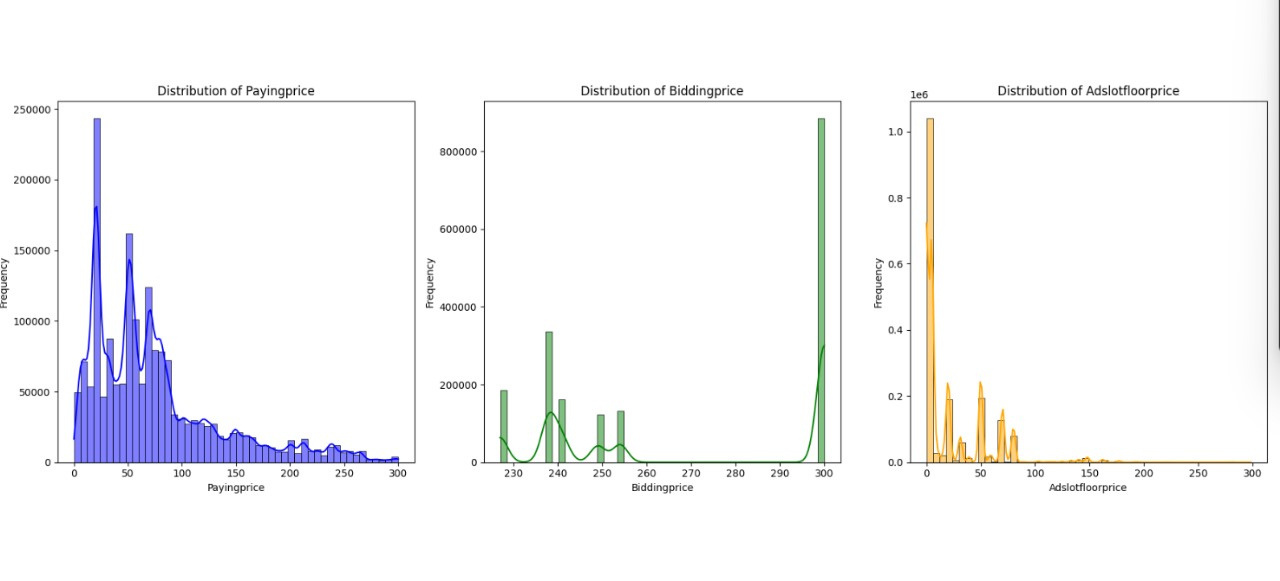 Distribution of Payingprice
250000
200000
150000
100000
50000
0
Frequency
0 50 100 150 200 250 300
Payingprice
Distribution of Biddingprice
800000
600000
400000
200000
0
Frequency
230 240 250 260 270 280 290 300
Biddingprice
Distribution of Adslotfloorprice
1e6
1.0
0.8
0.6
0.4
0.2
0.0
Frequency
0 50 100 150 200 250 300
Adslotfloorprice